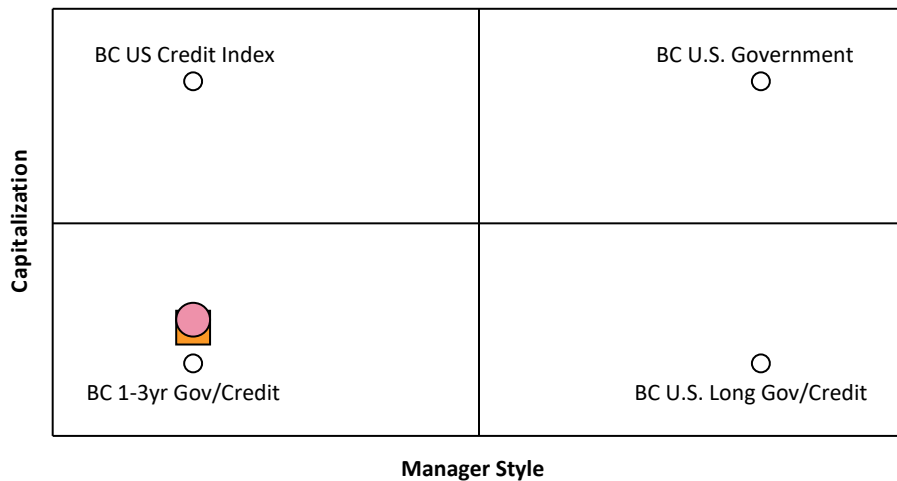 BC US Credit Index
BC U.S. Government
Capitalization
BC 1-3yr Gov/Credit
BC U.S. Long Gov/Credit
Manager Style